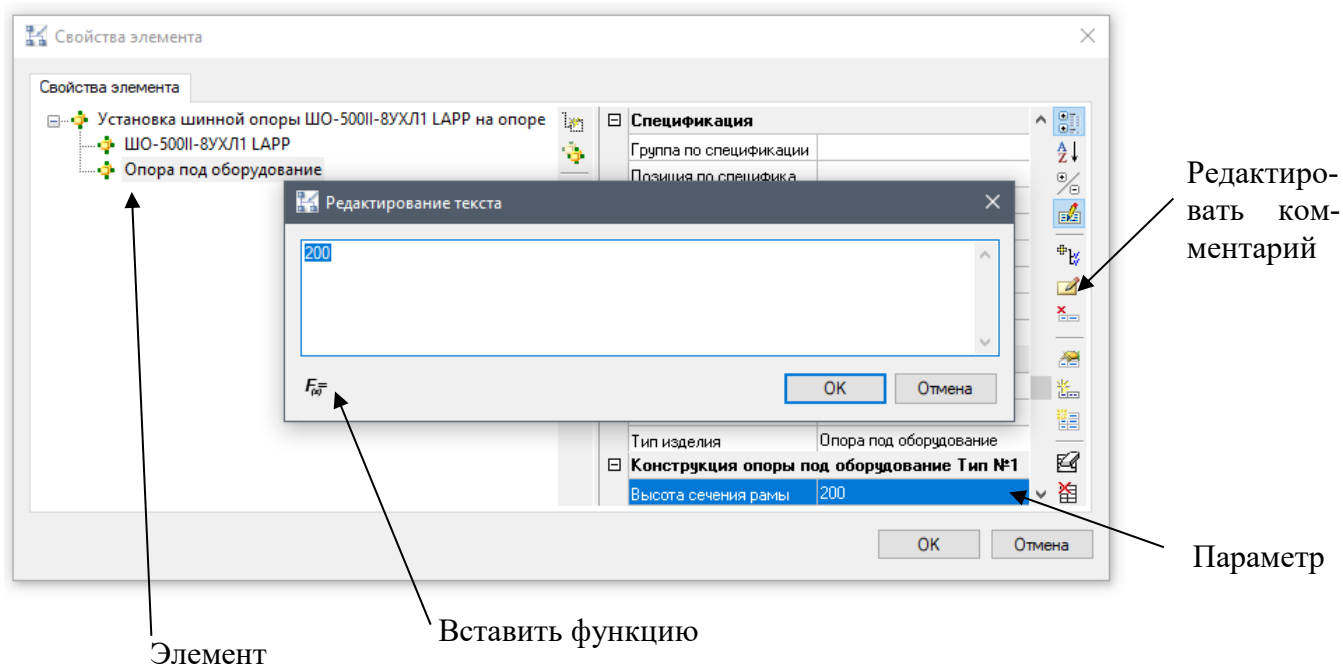 Свойства элемента
Свойства элемента
Установка шинной опоры ШО-500II-8УХЛ1 LAPP на опоре
ШО-500II-8УХЛ1 LAPP
Опора под оборудование
Спецификация
Группа по спецификации
Позиция по специфика
Редактирование текста
200
F(x)=
ОК
Отмена
Тип изделия
Опора под оборудование
Конструкция опоры под оборудование Тип №1
Высота сечения рамы
200
ОК
Отмена
Редактиро-
вать ком-
ментарий
Параметр
Вставить функцию
Элемент